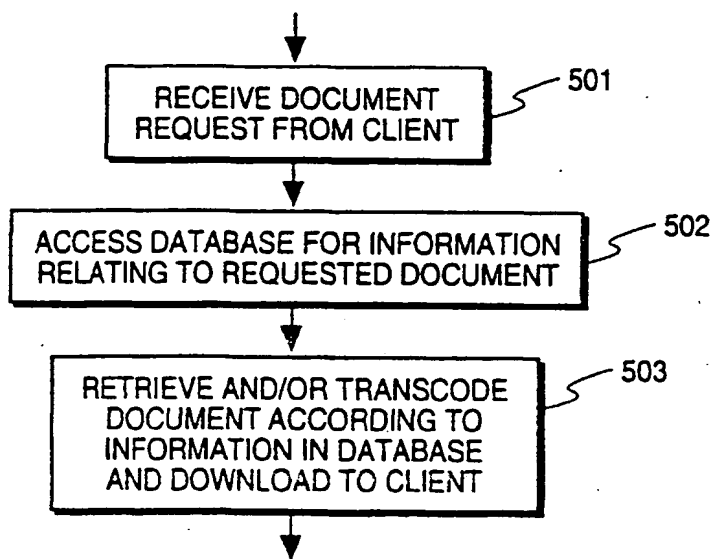 RECEIVE DOCUMENT
REQUEST FROM CLIENT
501
ACCESS DATABASE FOR INFORMATION
RELATING TO REQUESTED DOCUMENT
502
RETRIEVE AND/OR TRANSCODE
DOCUMENT ACCORDING TO
INFORMATION IN DATABASE
AND DOWNLOAD TO CLIENT
503